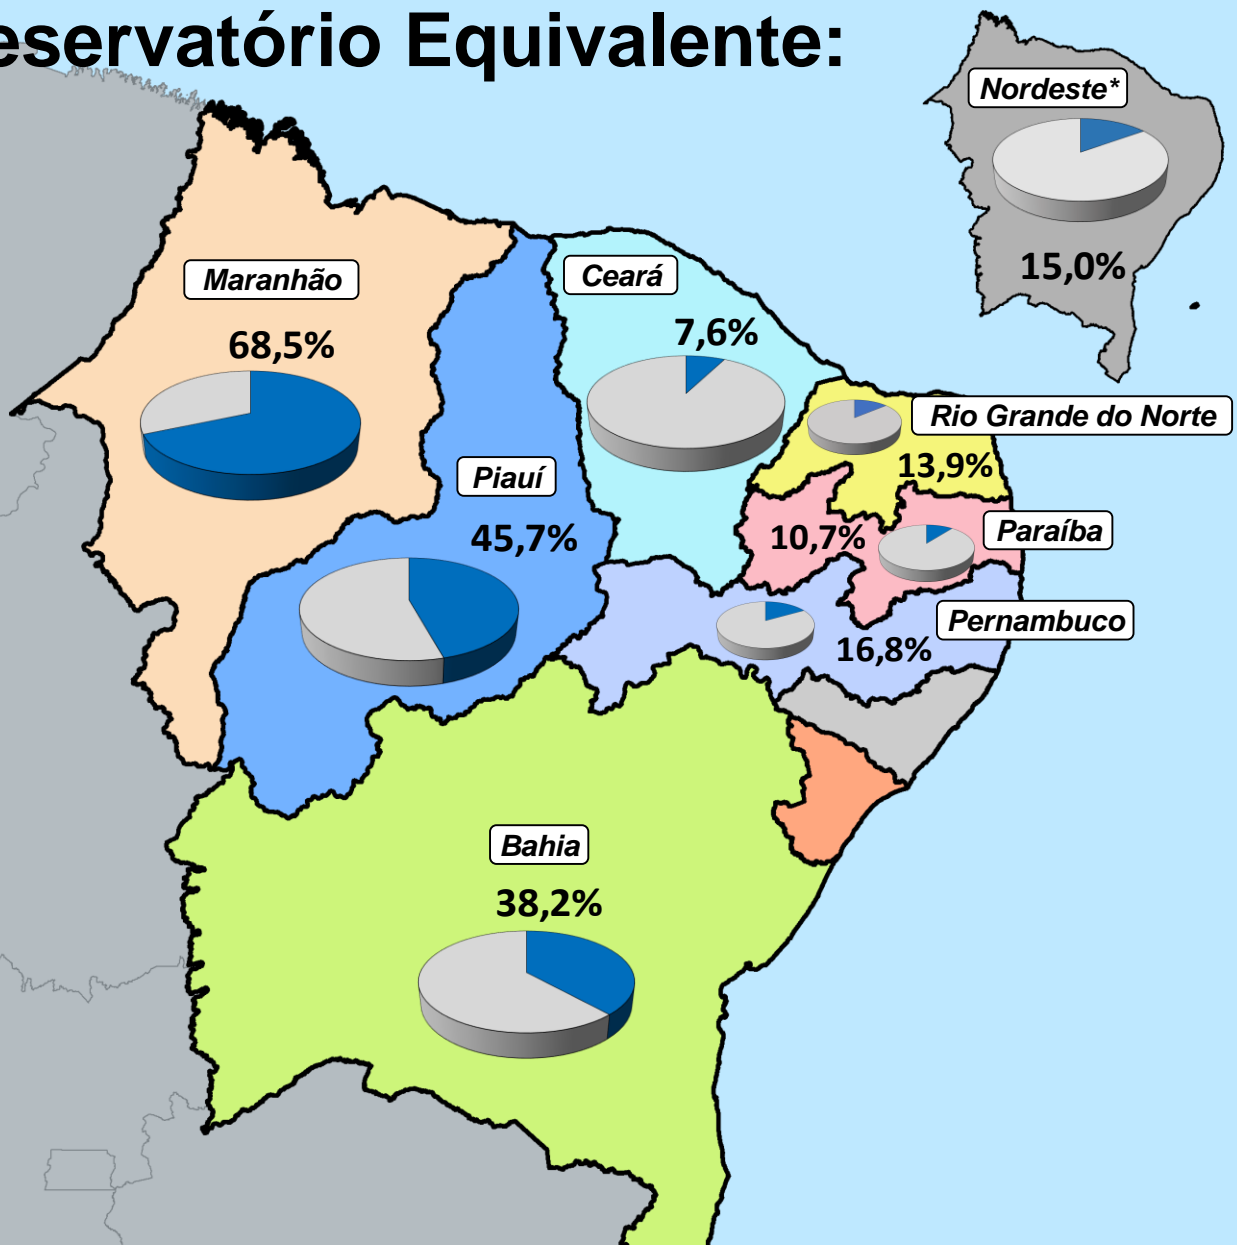 eservatório Equivalente:
Nordeste*
15,0%
Maranhão
68,5%
Ceará
7,6%
Rio Grande do Norte
13,9%
Piauí
45,7%
Paraíba
10,7%
Pernambuco
16,8%
Bahia
38,2%